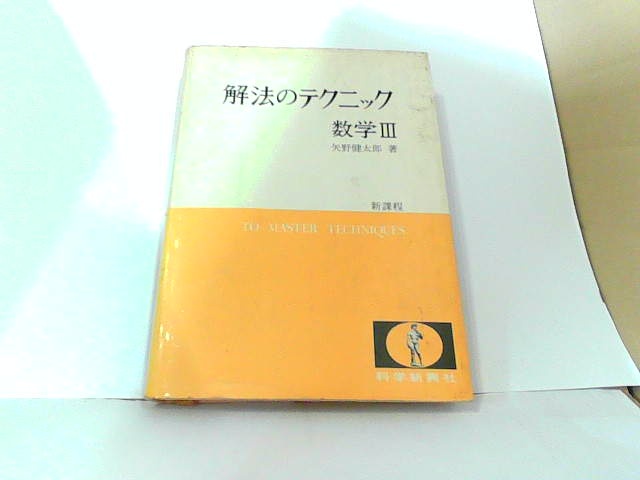 解法のテクニック
数学III
矢野健太郎 著
新課程
TO MASTER TECHNIQUES
科学新興社